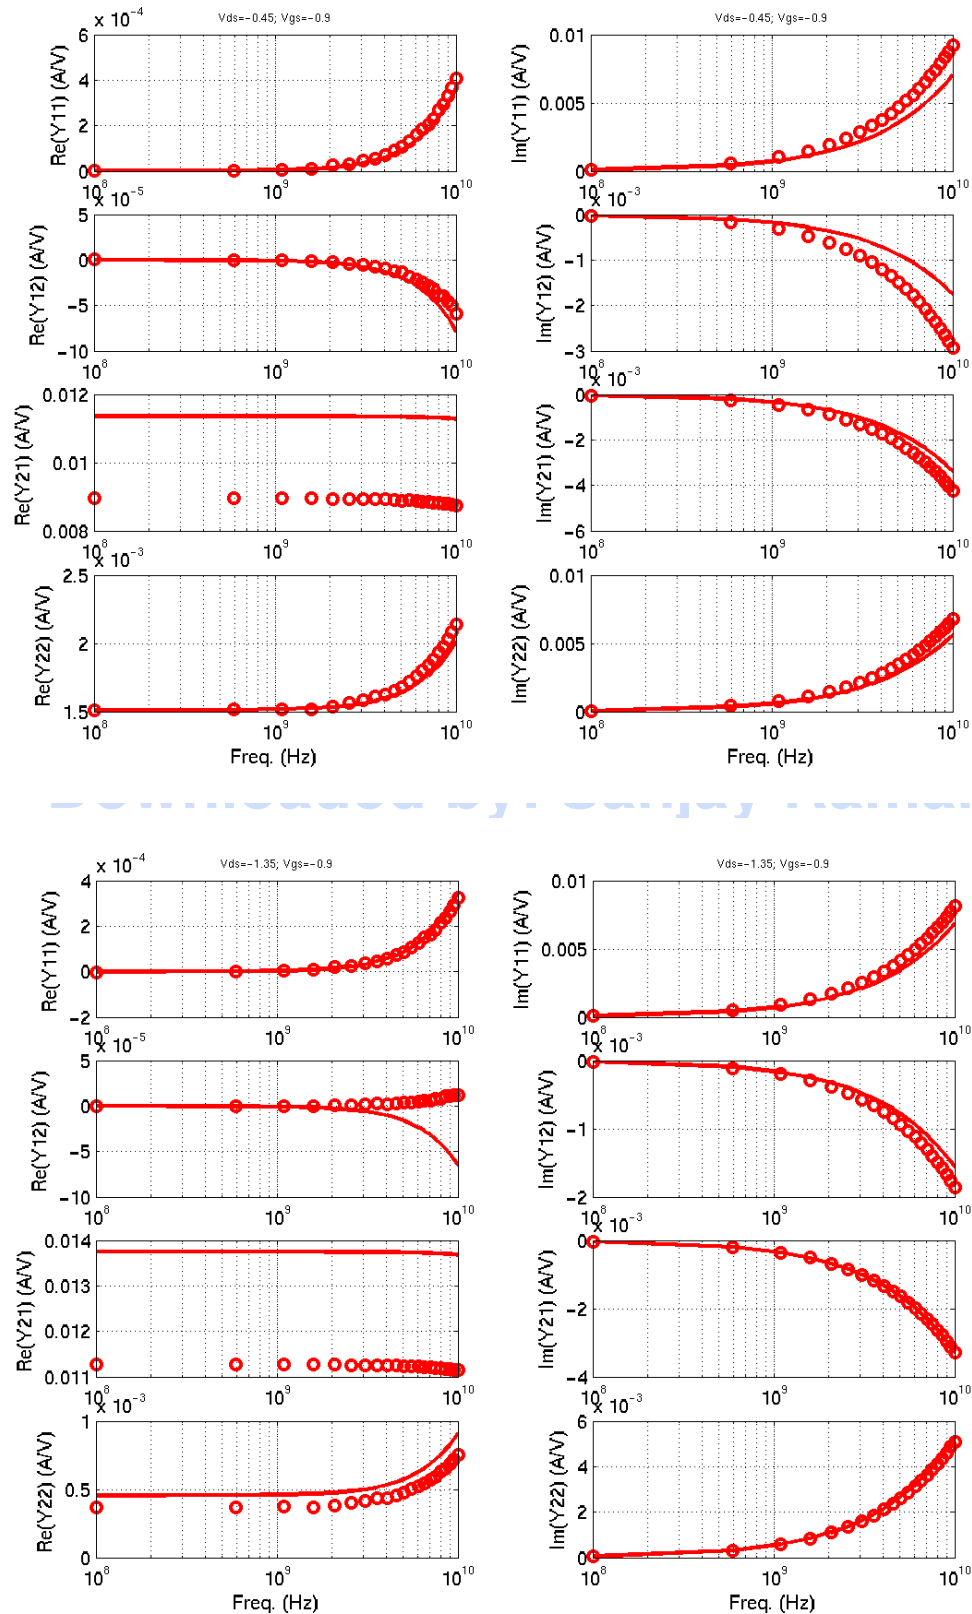 Vds=-0.45; Vgs=-0.9
x 10^-4
6
4
2
0
Re(Y11) (A/V)
10^8
10^9
10^10
Vds=-0.45; Vgs=-0.9
0.01
0.005
0
Im(Y11) (A/V)
10^8
10^9
10^10
x 10^-5
5
0
-5
-10
Re(Y12) (A/V)
10^8
10^9
10^10
x 10^-3
0
-1
-2
-3
Im(Y12) (A/V)
10^8
10^9
10^10
0.012
0.01
0.008
Re(Y21) (A/V)
10^8
10^9
10^10
x 10^-3
0
-2
-4
-6
Im(Y21) (A/V)
10^8
10^9
10^10
x 10^-3
2.5
2
1.5
Re(Y22) (A/V)
10^8
10^9
10^10
Freq. (Hz)
0.01
0.005
0
Im(Y22) (A/V)
10^8
10^9
10^10
Freq. (Hz)
Downloaded by: Sanjay
Vds=-1.35; Vgs=-0.9
x 10^-4
4
2
0
-2
Re(Y11) (A/V)
10^8
10^9
10^10
Vds=-1.35; Vgs=-0.9
0.01
0.005
0
Im(Y11) (A/V)
10^8
10^9
10^10
x 10^-5
5
0
-5
-10
Re(Y12) (A/V)
10^8
10^9
10^10
x 10^-3
0
-1
-2
Im(Y12) (A/V)
10^8
10^9
10^10
0.014
0.013
0.012
0.011
Re(Y21) (A/V)
10^8
10^9
10^10
x 10^-3
0
-2
-4
Im(Y21) (A/V)
10^8
10^9
10^10
x 10^-3
1
0.5
0
Re(Y22) (A/V)
10^8
10^9
10^10
Freq. (Hz)
x 10^-3
6
4
2
0
Im(Y22) (A/V)
10^8
10^9
10^10
Freq. (Hz)